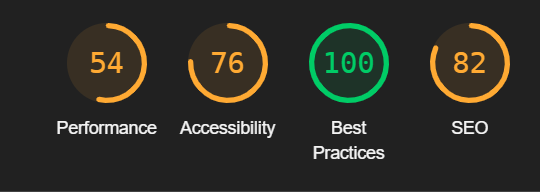 54 76 100 82
Performance Accessibility Best SEO
Practices